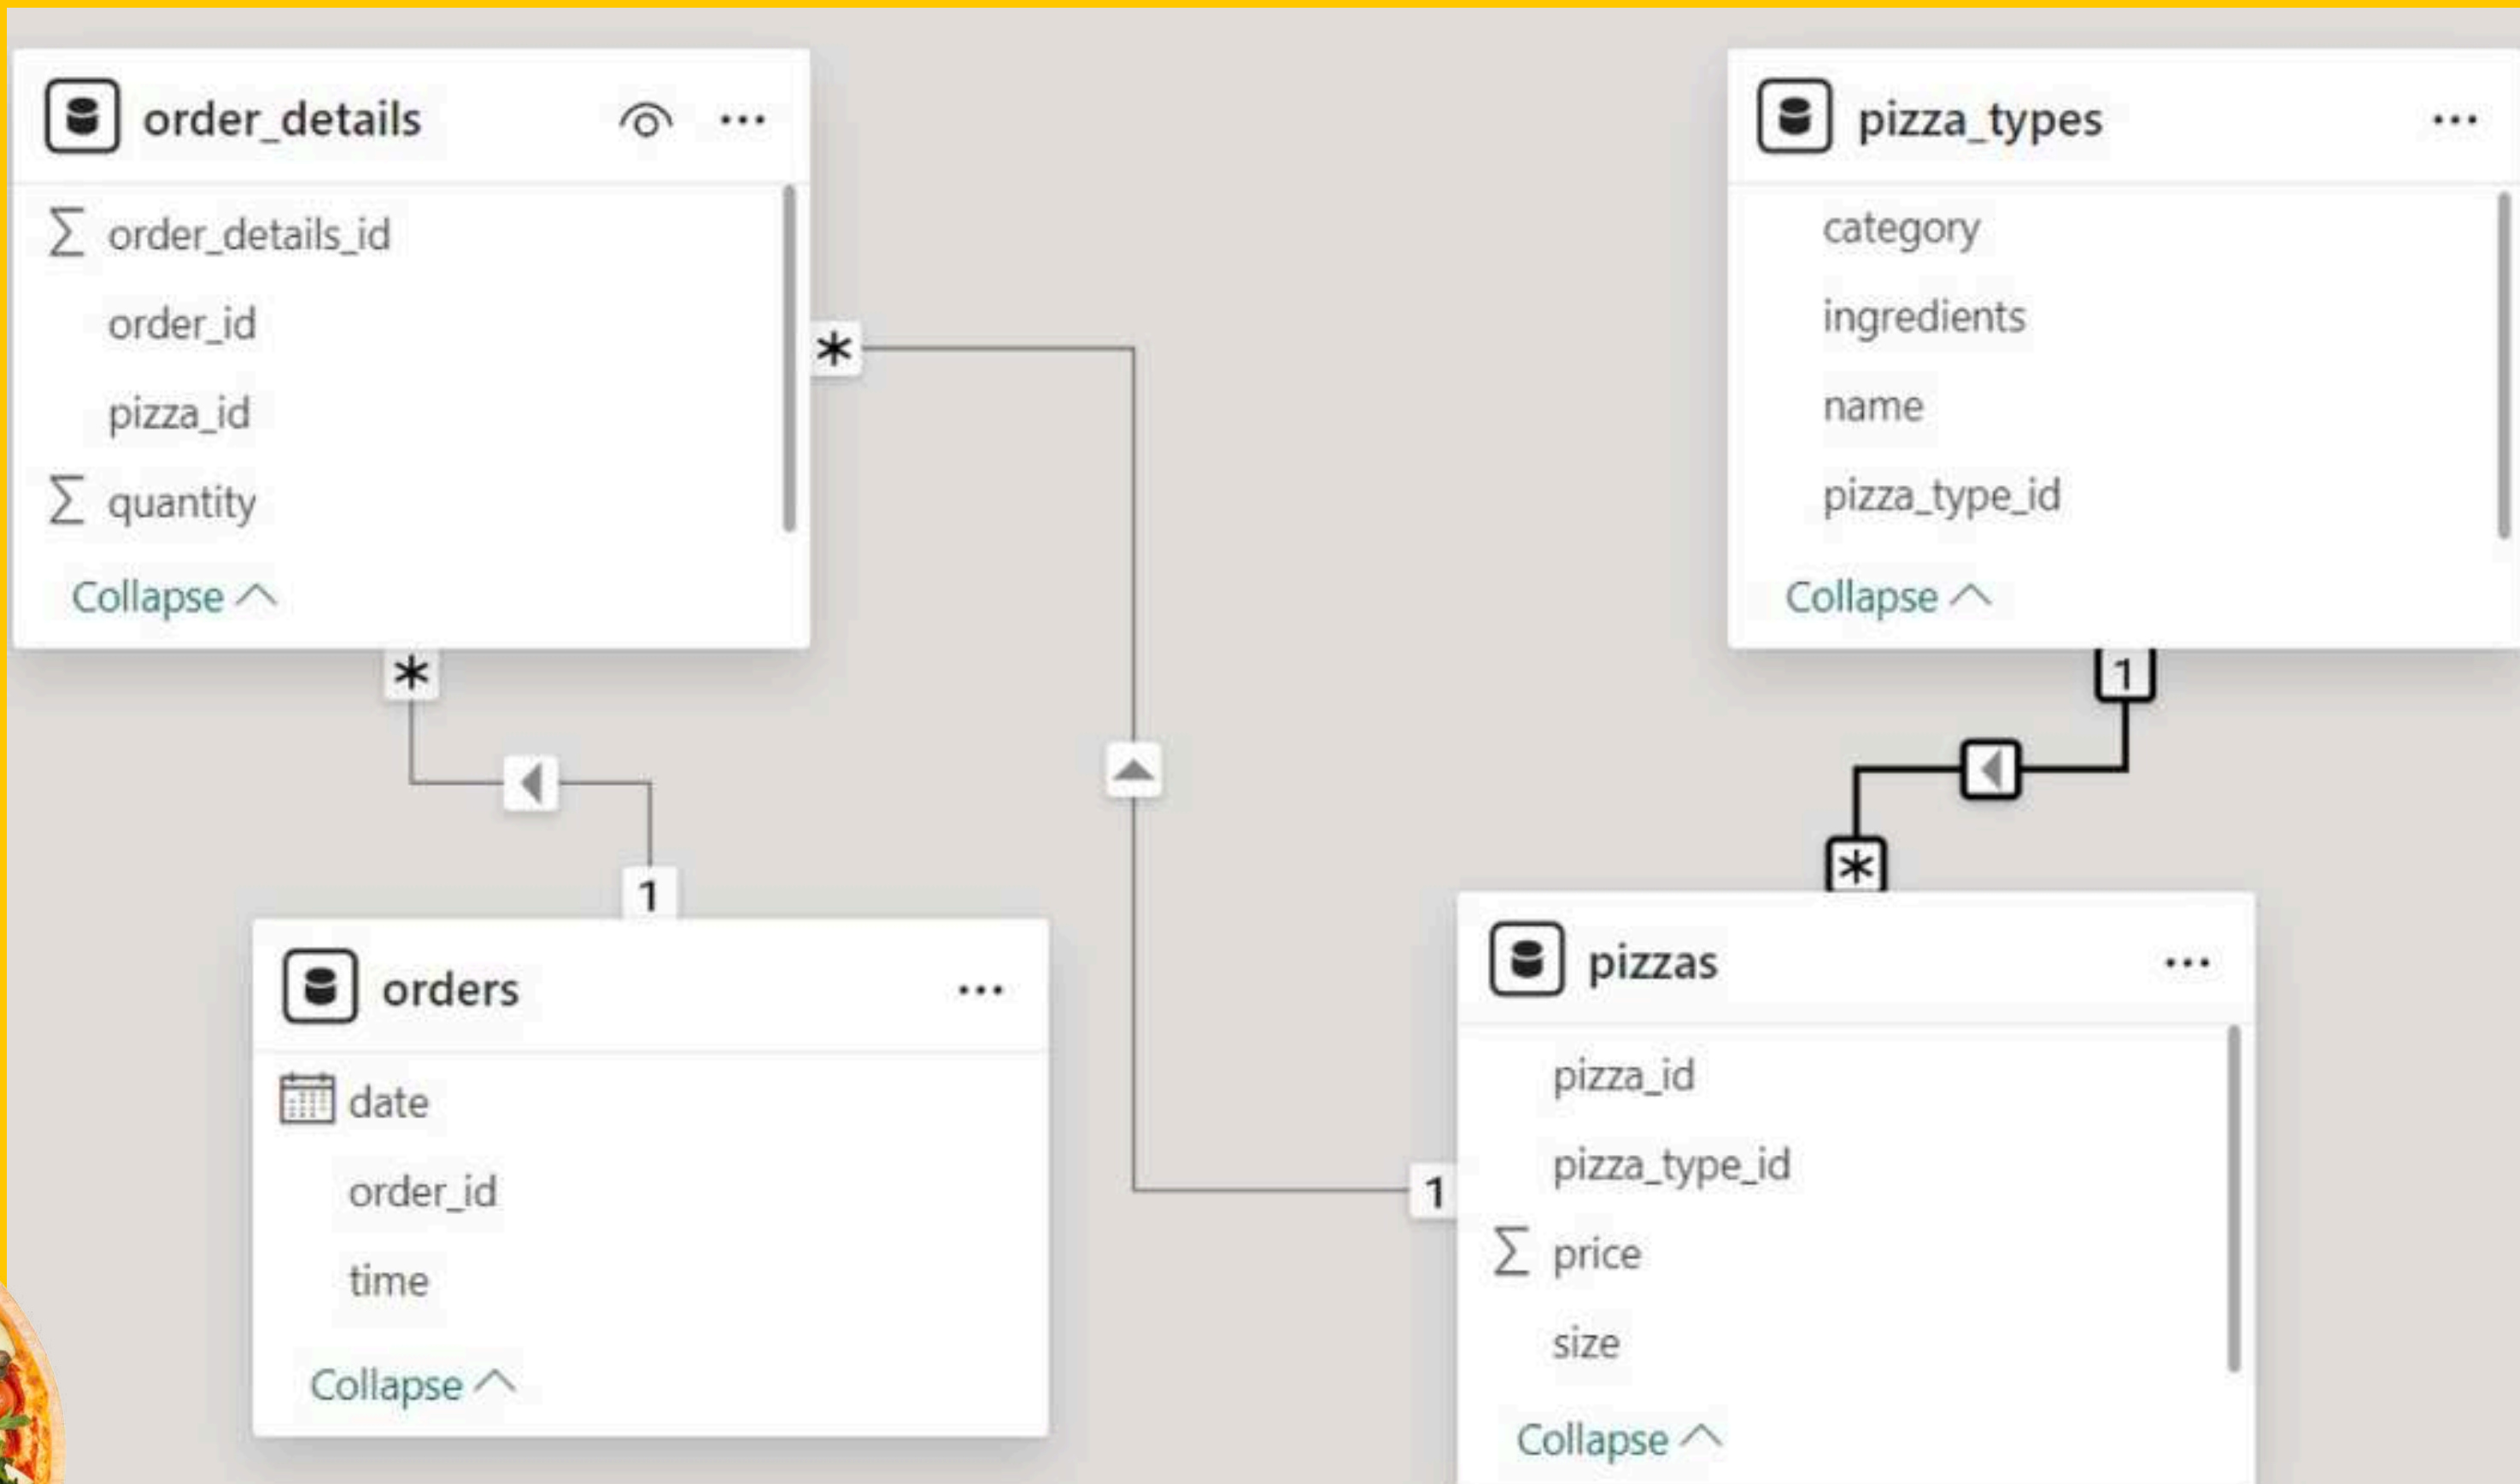 order_details
...
order_details_id
order_id
pizza_id
quantity
Collapse
pizza_types
...
category
ingredients
name
pizza_type_id
Collapse
*
*
1
1
*
1
orders
...
date
order_id
time
Collapse
pizzas
...
pizza_id
pizza_type_id
Σ price
size
Collapse